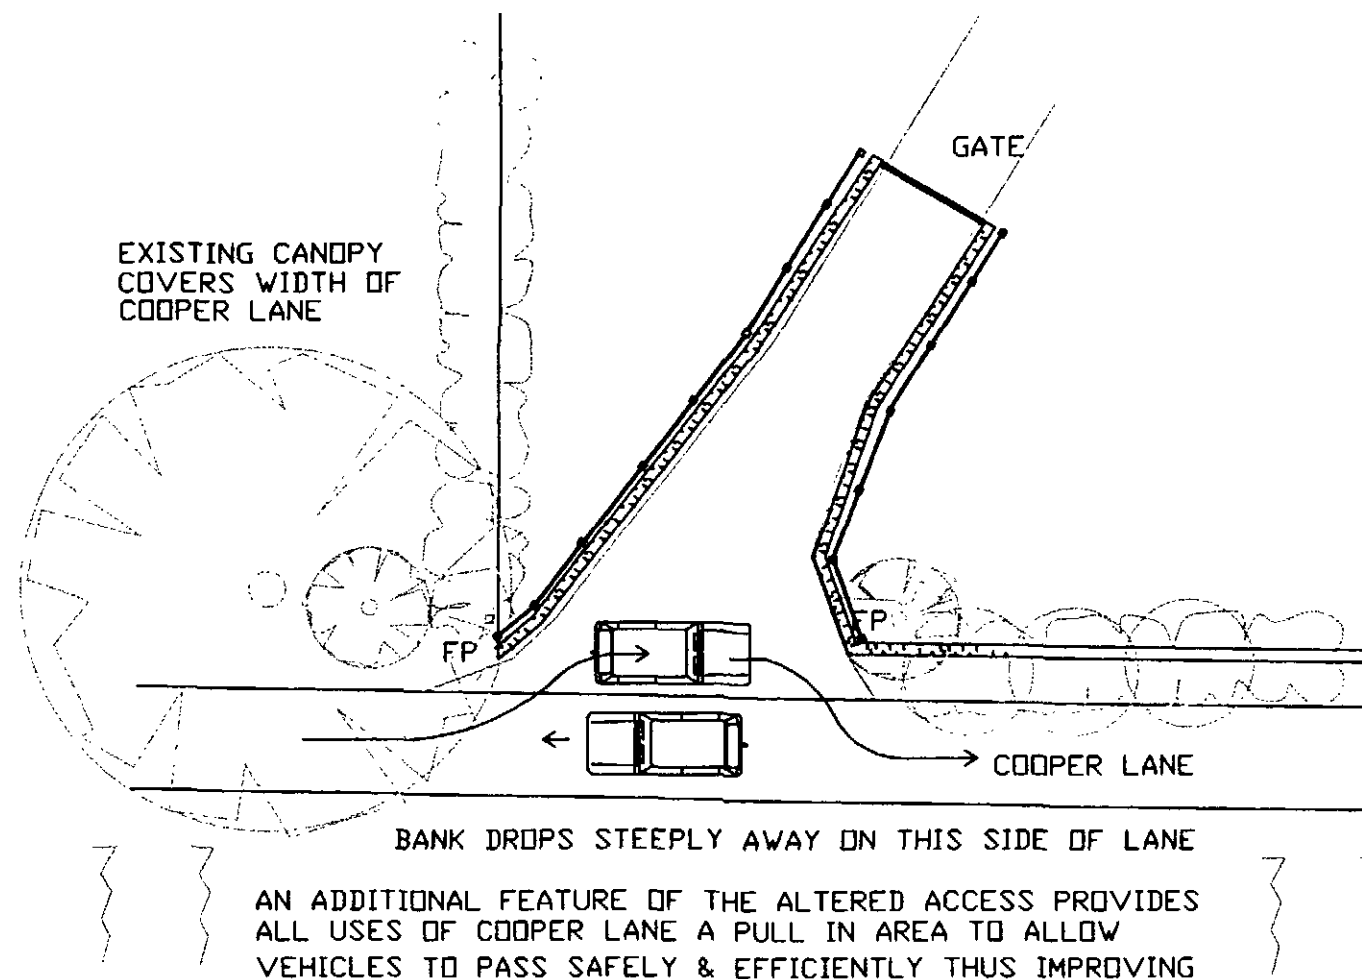 GATE
EXISTING CANOPY
COVERS WIDTH OF
COOPER LANE
FP
FP
COOPER LANE
BANK DROPS STEEPLY AWAY ON THIS SIDE OF LANE
AN ADDITIONAL FEATURE OF THE ALTERED ACCESS PROVIDES
ALL USES OF COOPER LANE A PULL IN AREA TO ALLOW
VEHICLES TO PASS SAFELY & EFFICIENTLY THUS IMPROVING